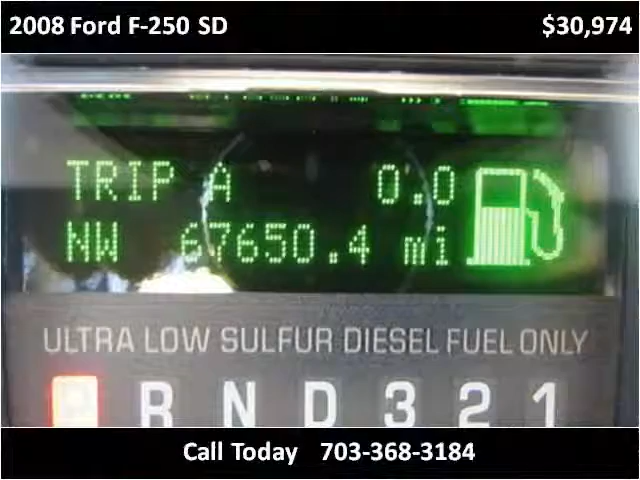 2008 Ford F-250 SD $30,974
TRIP A 0.0
NW 67650.4 mi
ULTRA LOW SULFUR DIESEL FUEL ONLY
P R N D 3 2 1
Call Today 703-368-3184